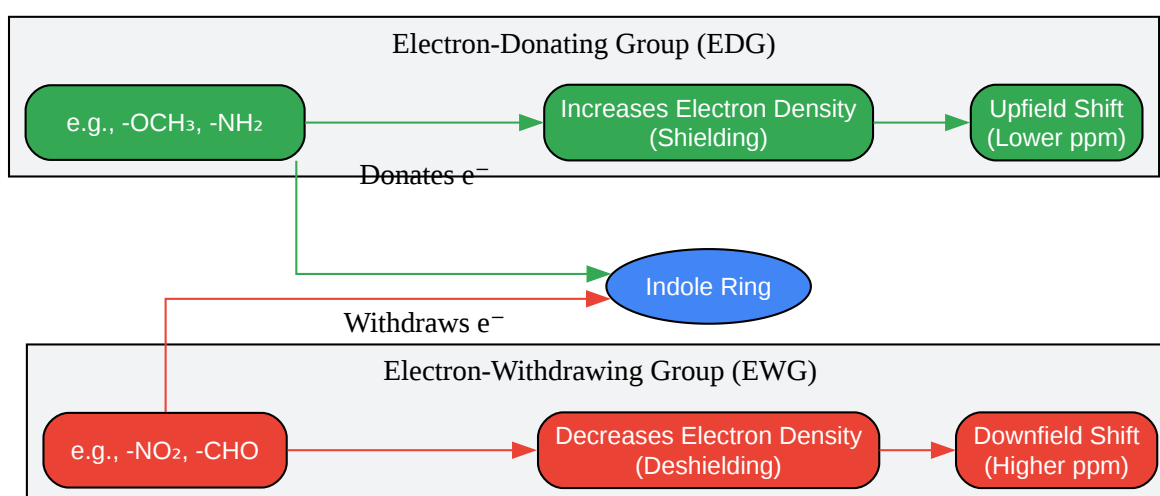 Electron-Donating Group (EDG)
e.g., -OCH₃, -NH₂
Increases Electron Density
(Shielding)
Upfield Shift
(Lower ppm)
Donates e⁻
Indole Ring
Withdraws e⁻
Electron-Withdrawing Group (EWG)
e.g., -NO₂, -CHO
Decreases Electron Density
(Deshielding)
Downfield Shift
(Higher ppm)